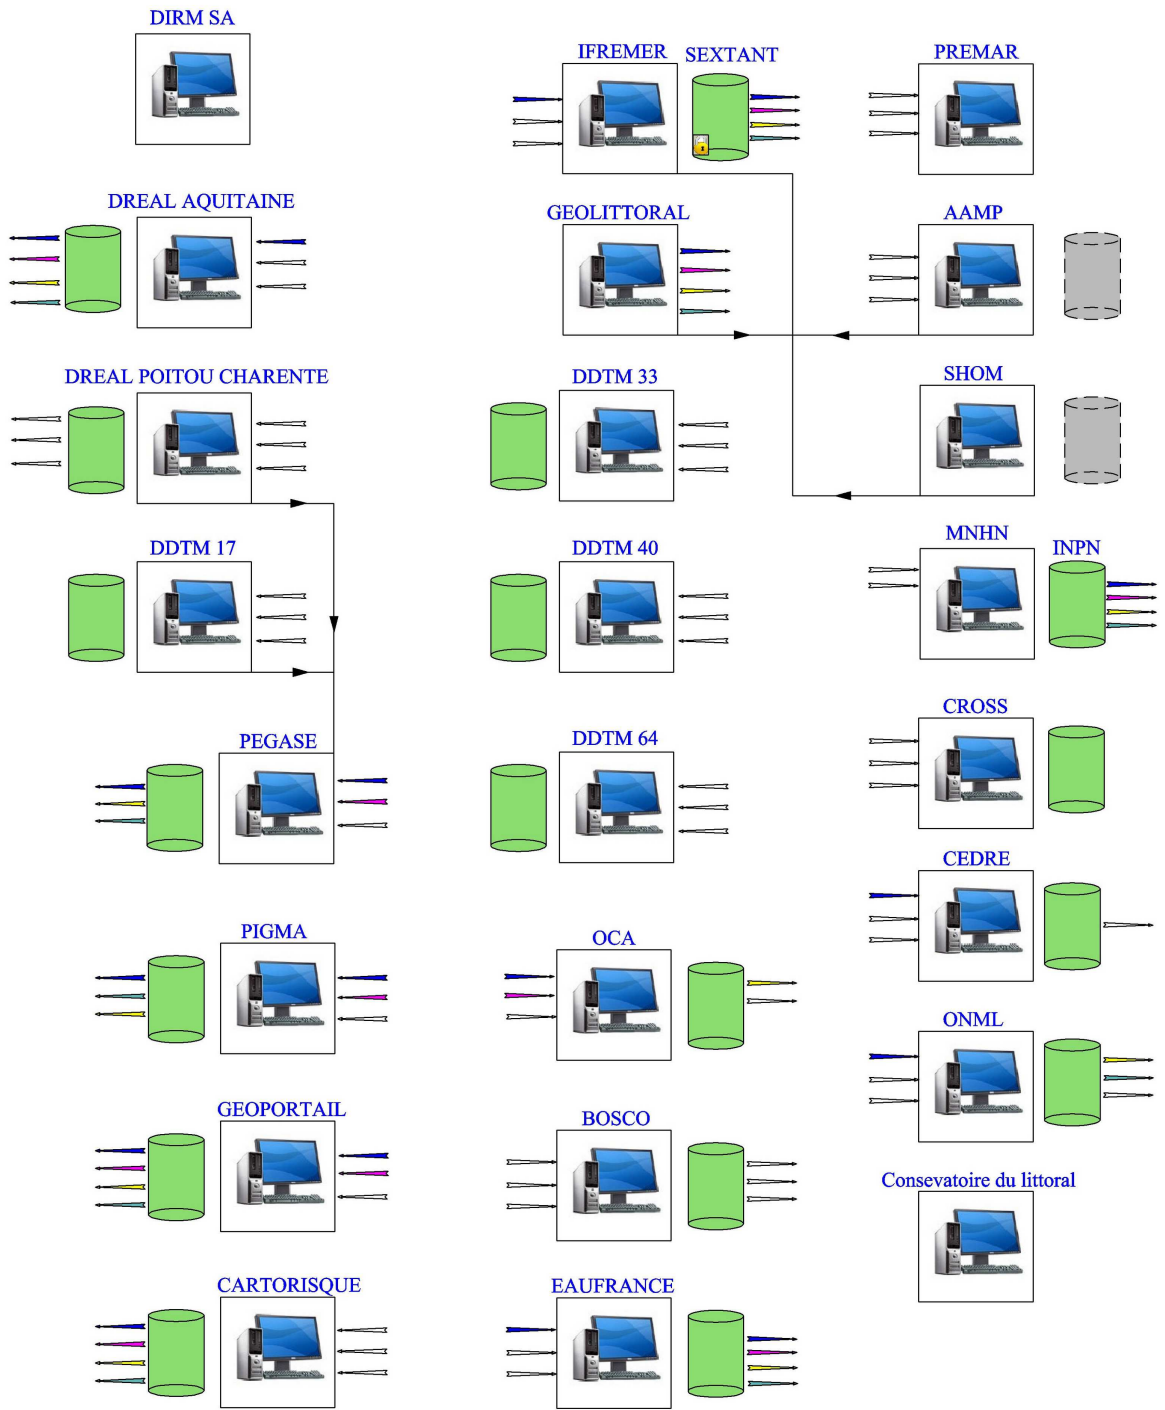 DIRM SA
IFREMER
SEXTANT
PREMAR
DREAL AQUITAINE
GEOLITTORAL
AAMP
DREAL POITOU CHARENTE
DDTM 33
SHOM
DDTM 17
DDTM 40
MNHN
INPN
PEGASE
DDTM 64
CROSS
CEDRE
PIGMA
OCA
ONML
GEOPORTAIL
BOSCO
Consevatoire du littoral
CARTORISQUE
EAUFRANCE